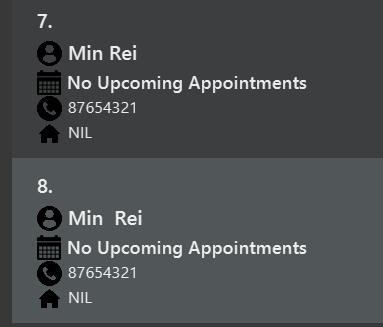 7.
Min Rei
No Upcoming Appointments
87654321
NIL
8.
Min  Rei
No Upcoming Appointments
87654321
NIL